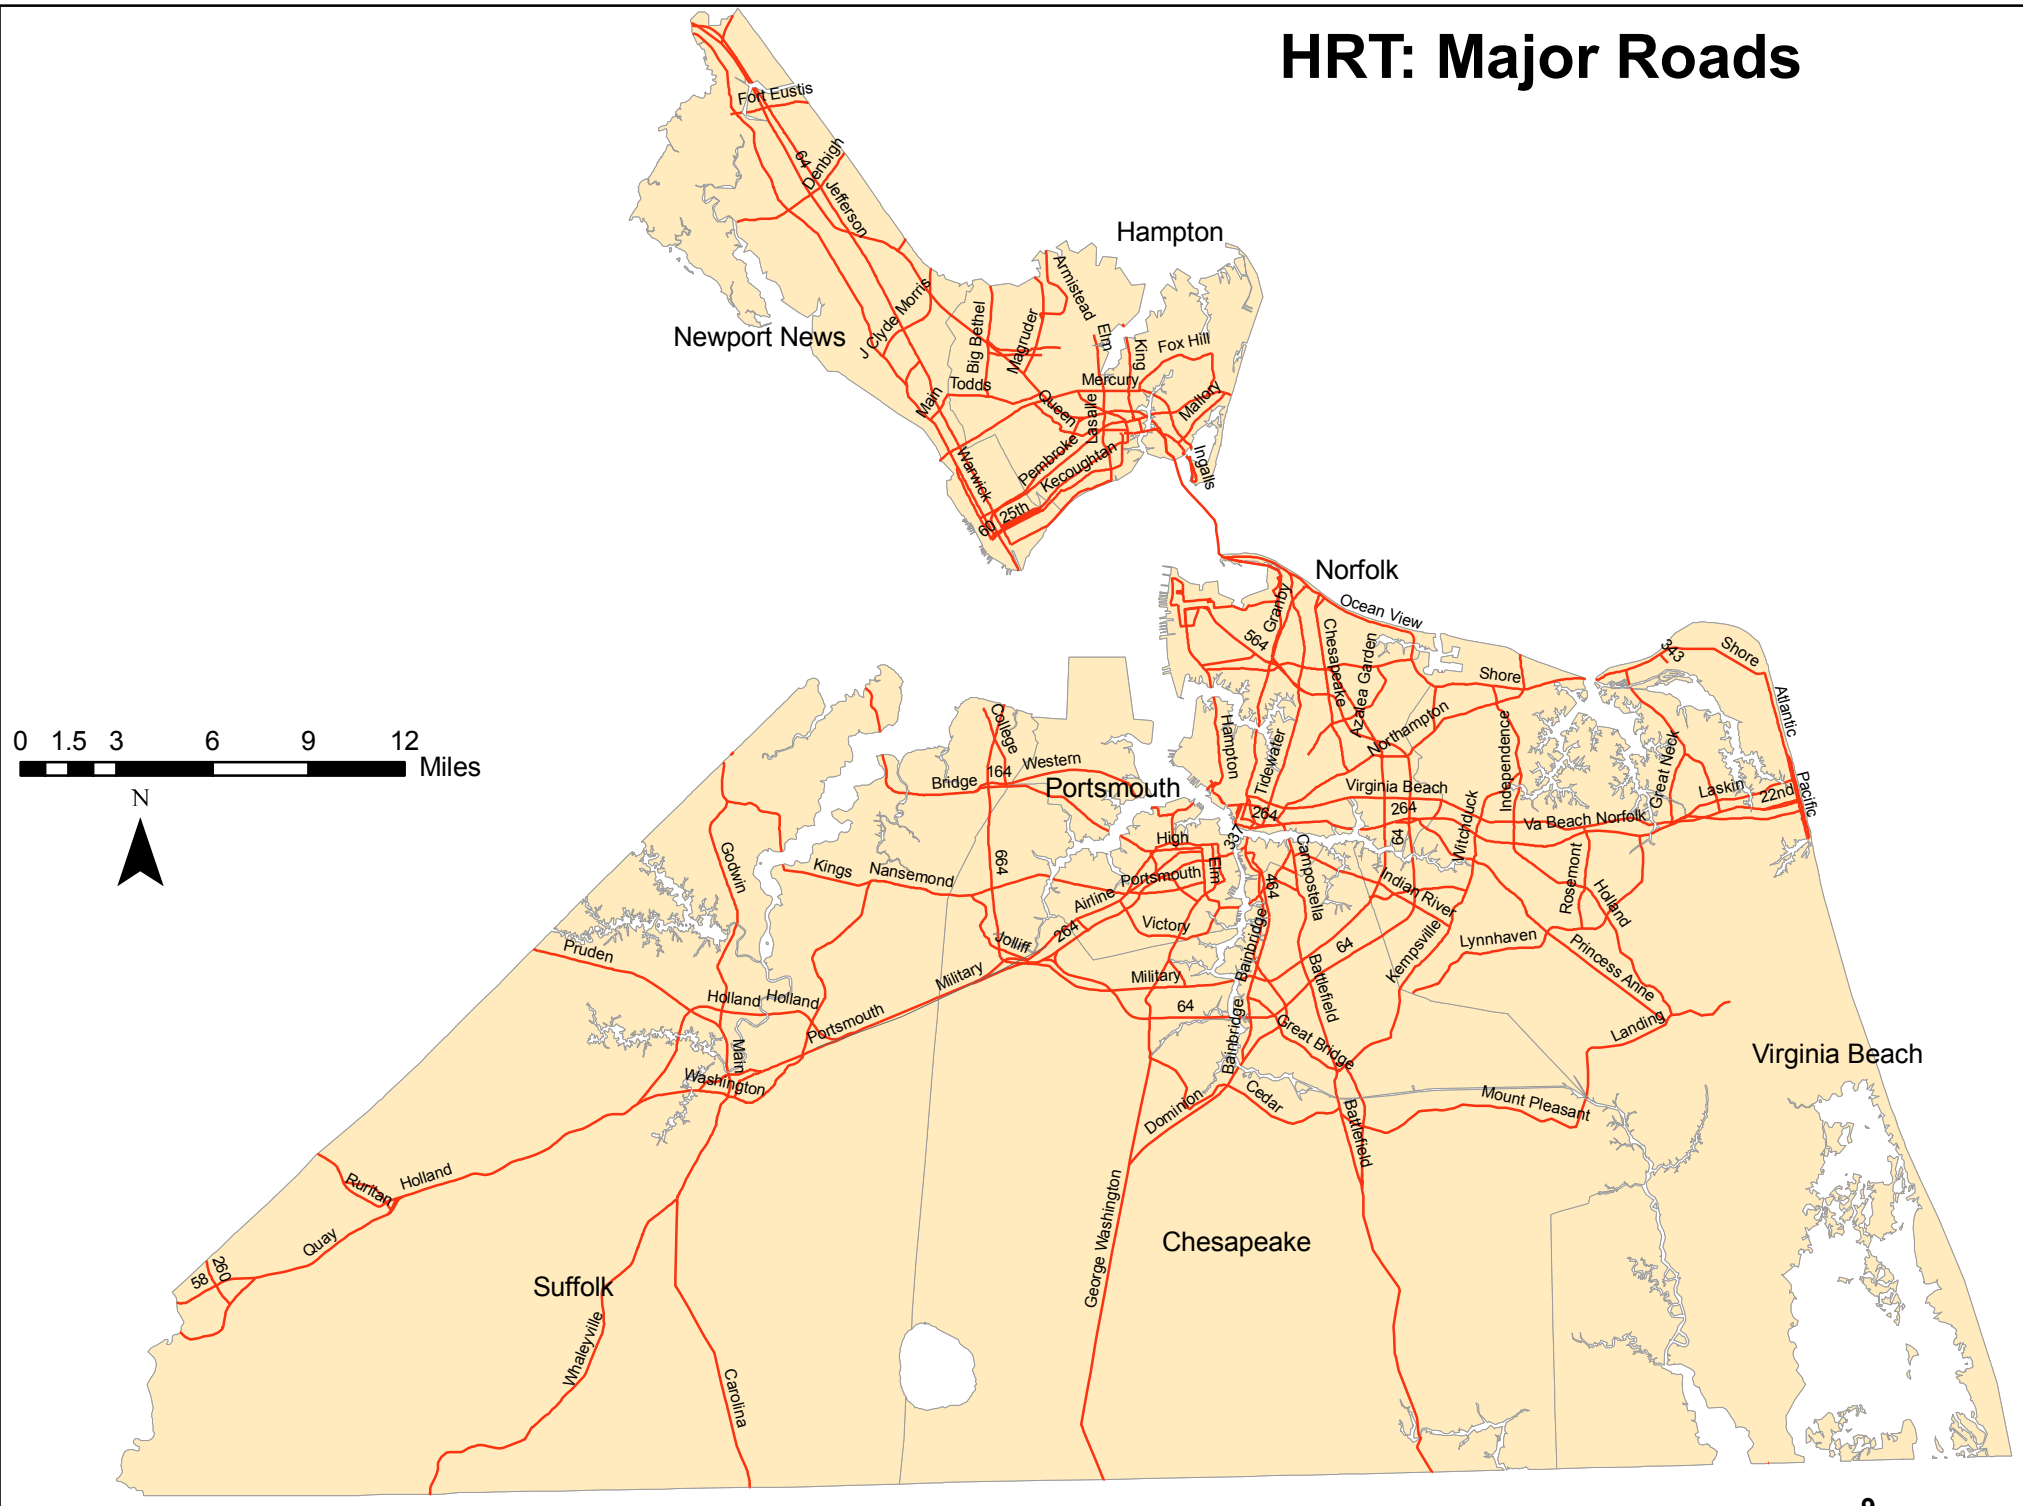 HRT: Major Roads
Fort Eustis
64
Denbigh
Jefferson
Hampton
Armistead
J Clyde Morris
Big Bethel
Magruder
Elm
King
Fox Hill
Newport News
Todds
Mercury
Main
Queen
Lasalle
Mallory
Warwick
Pembroke
Kecoughtan
Ingalls
60
25th
Norfolk
Granby
Ocean View
564
Chesapeake
Azalea Garden
343
Shore
Shore
Atlantic
College
Hampton
Tidewater
Northampton
Independence
Great Neck
0 1.5 3 6 9 12
Miles
N
Western
164
Bridge
Portsmouth
Virginia Beach
264
264
Laskin
22nd
Pacific
Va Beach Norfolk
Witchduck
64
337
High
Elm
Godwin
Kings
Nansemond
664
Portsmouth
Airline
464
Campostella
Indian River
Rosemont
Holland
Victory
264
Jolliff
Bainbridge
64
Kempsville
Lynnhaven
Princess Anne
Pruden
Military
Military
Battlefield
Holland
Holland
Portsmouth
64
Bainbridge
Great Bridge
Landing
Main
Washington
Virginia Beach
Dominion
Cedar
Battlefield
Mount Pleasant
Ruritan
Holland
Quay
George Washington
Chesapeake
58
260
Suffolk
Whaleyville
Carolina
9